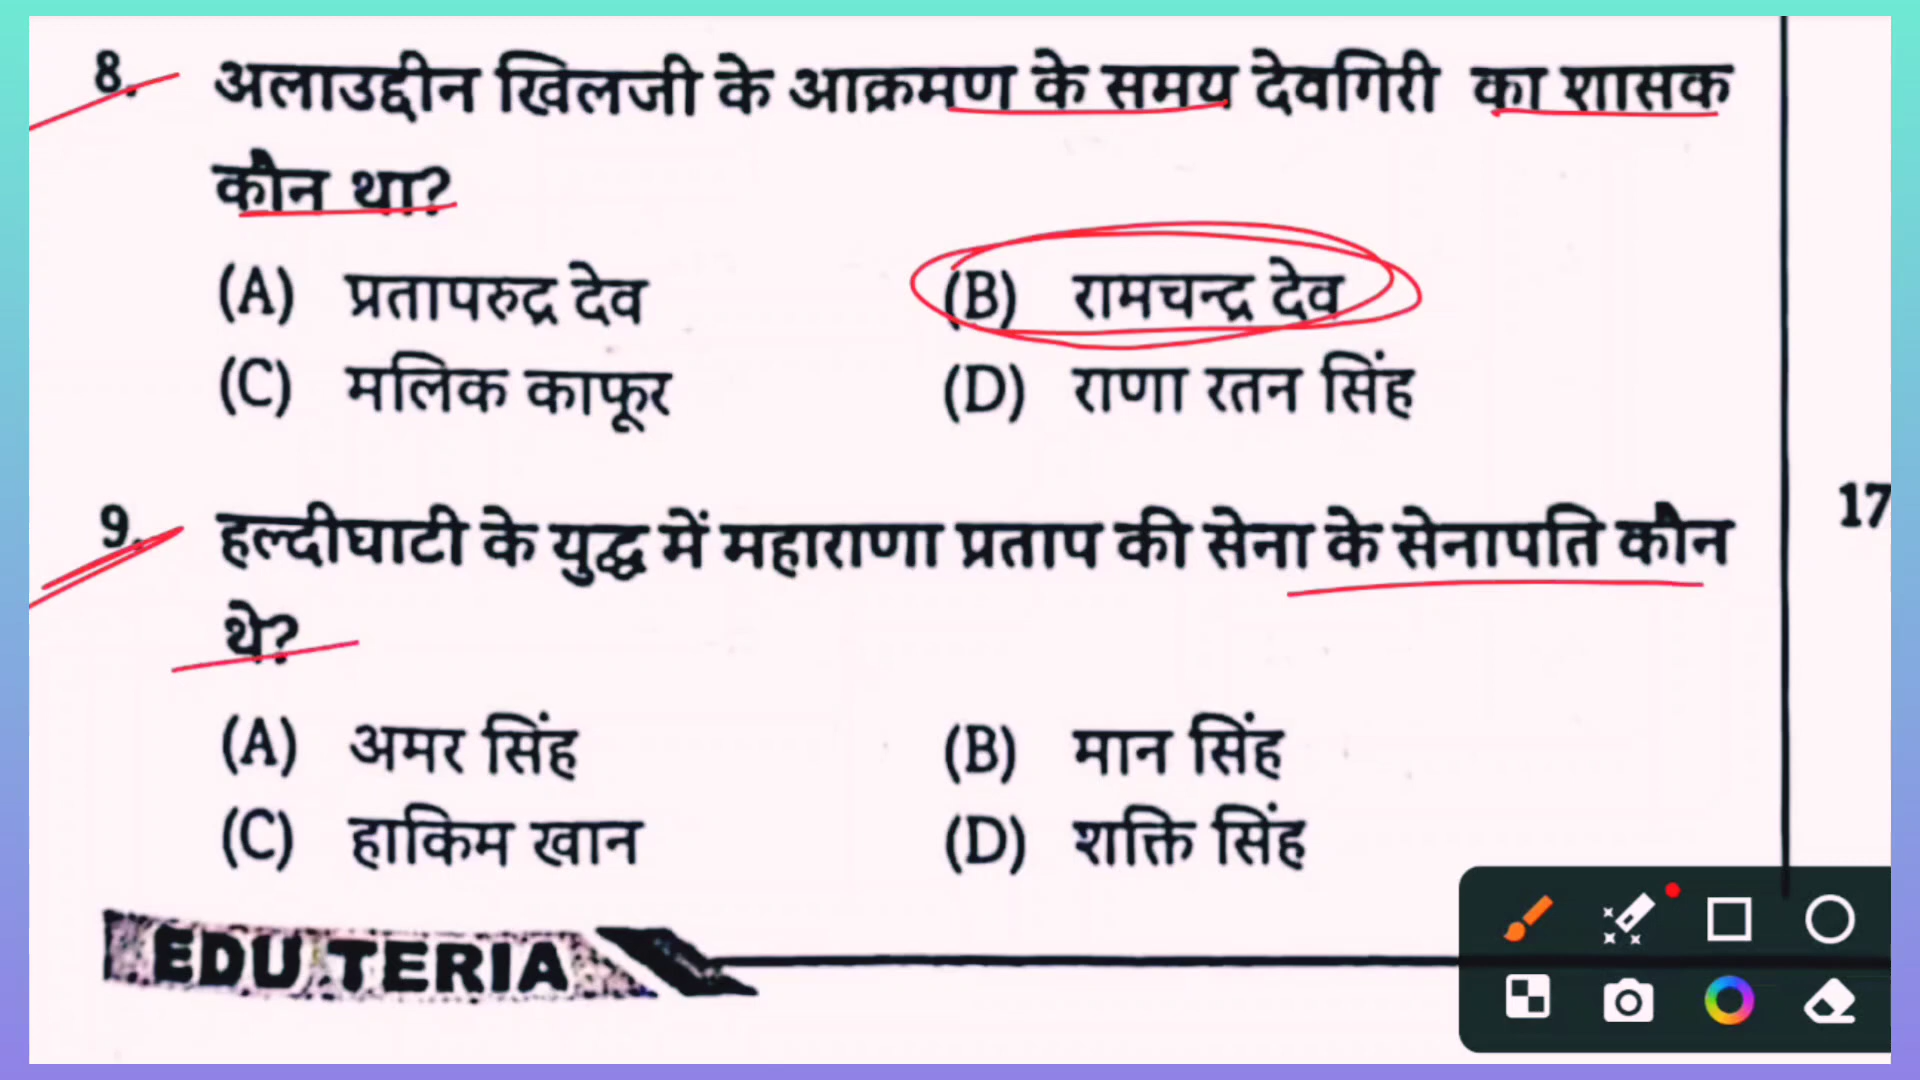 8. अलाउद्दीन खिलजी के आक्रमण के समय देवगिरी का शासक
कौन था?
(A) प्रतापरुद्र देव (B) रामचन्द्र देव
(C) मलिक काफूर (D) राणा रतन सिंह
9. हल्दीघाटी के युद्ध में महाराणा प्रताप की सेना के सेनापति कौन
थे?
(A) अमर सिंह (B) मान सिंह
(C) हाकिम खान (D) शक्ति सिंह
17
EDU TERIA